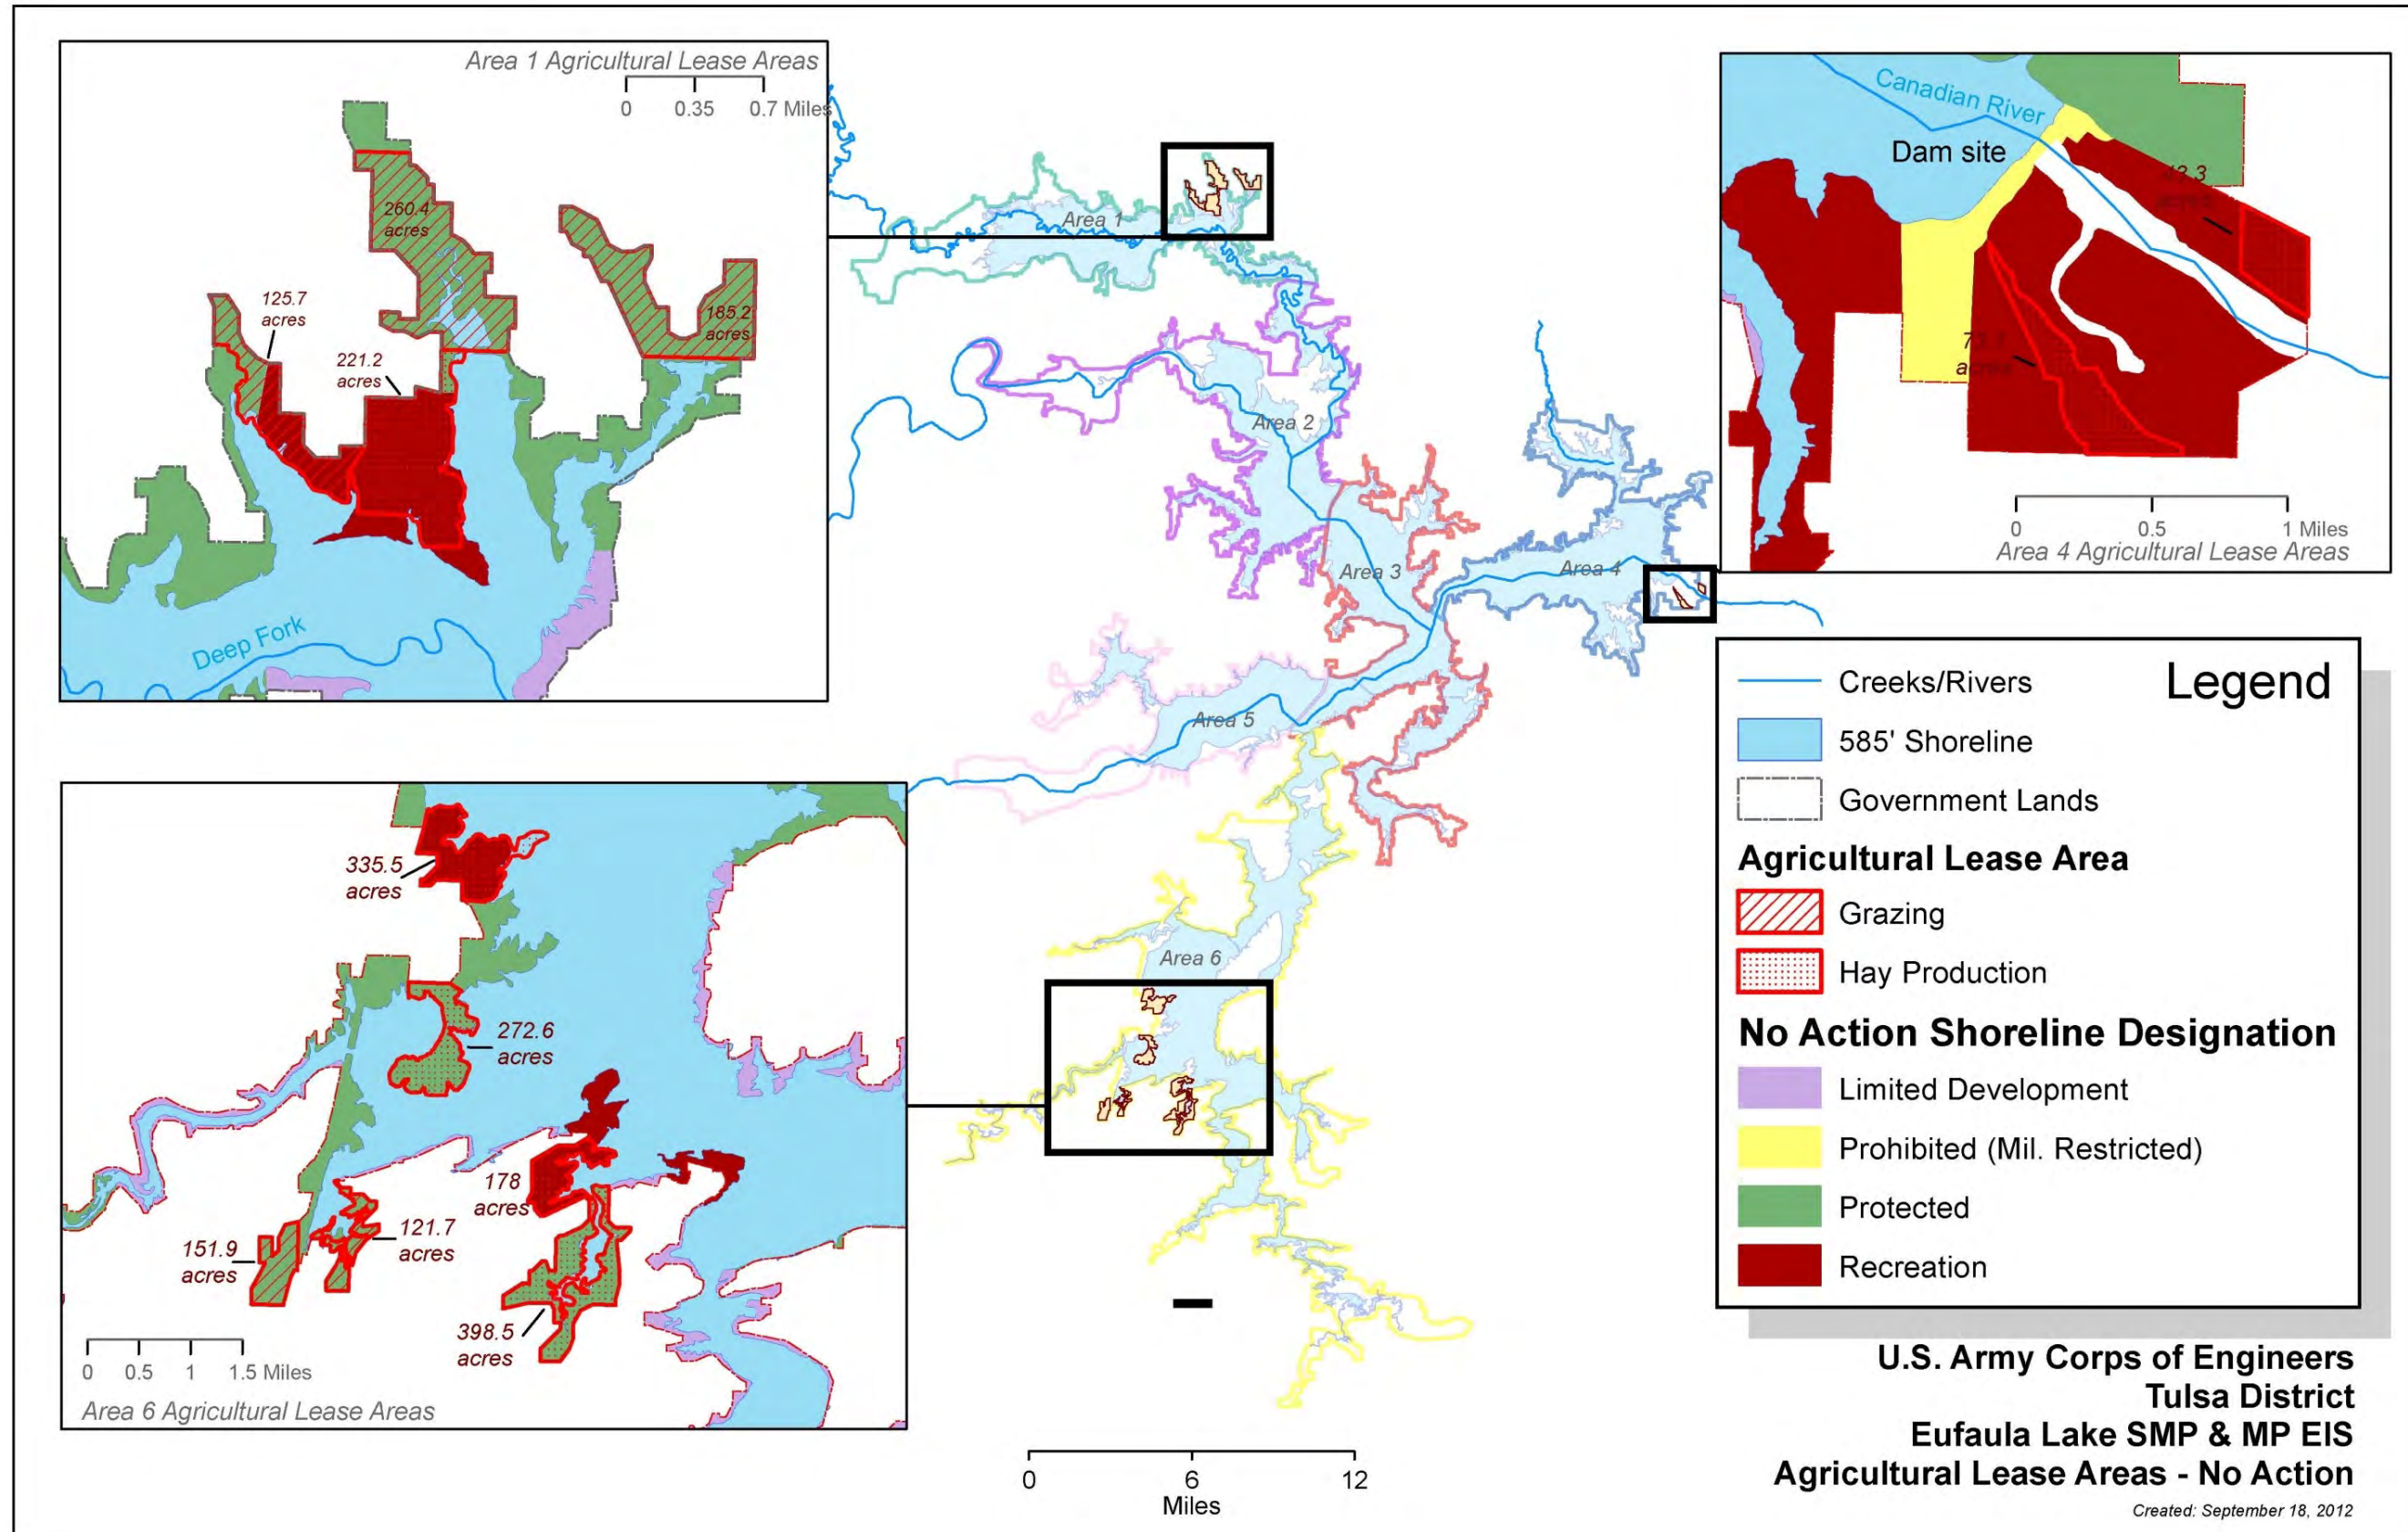 Area 1 Agricultural Lease Areas
0 0.35 0.7 Miles
260.4
acres
125.7
acres
221.2
acres
185.2
acres
Deep Fork
Area 1
Area 2
Area 3
Area 4
Area 5
Area 6
Canadian River
Dam site
0 0.5 1 Miles
Area 4 Agricultural Lease Areas
335.5
acres
272.6
acres
178
acres
151.9
acres
121.7
acres
398.5
acres
0 0.5 1 1.5 Miles
Area 6 Agricultural Lease Areas
0 6 12
Miles
Legend
Creeks/Rivers
585' Shoreline
Government Lands
Agricultural Lease Area
Grazing
Hay Production
No Action Shoreline Designation
Limited Development
Prohibited (Mil. Restricted)
Protected
Recreation
U.S. Army Corps of Engineers
Tulsa District
Eufaula Lake SMP & MP EIS
Agricultural Lease Areas - No Action
Created: September 18, 2012